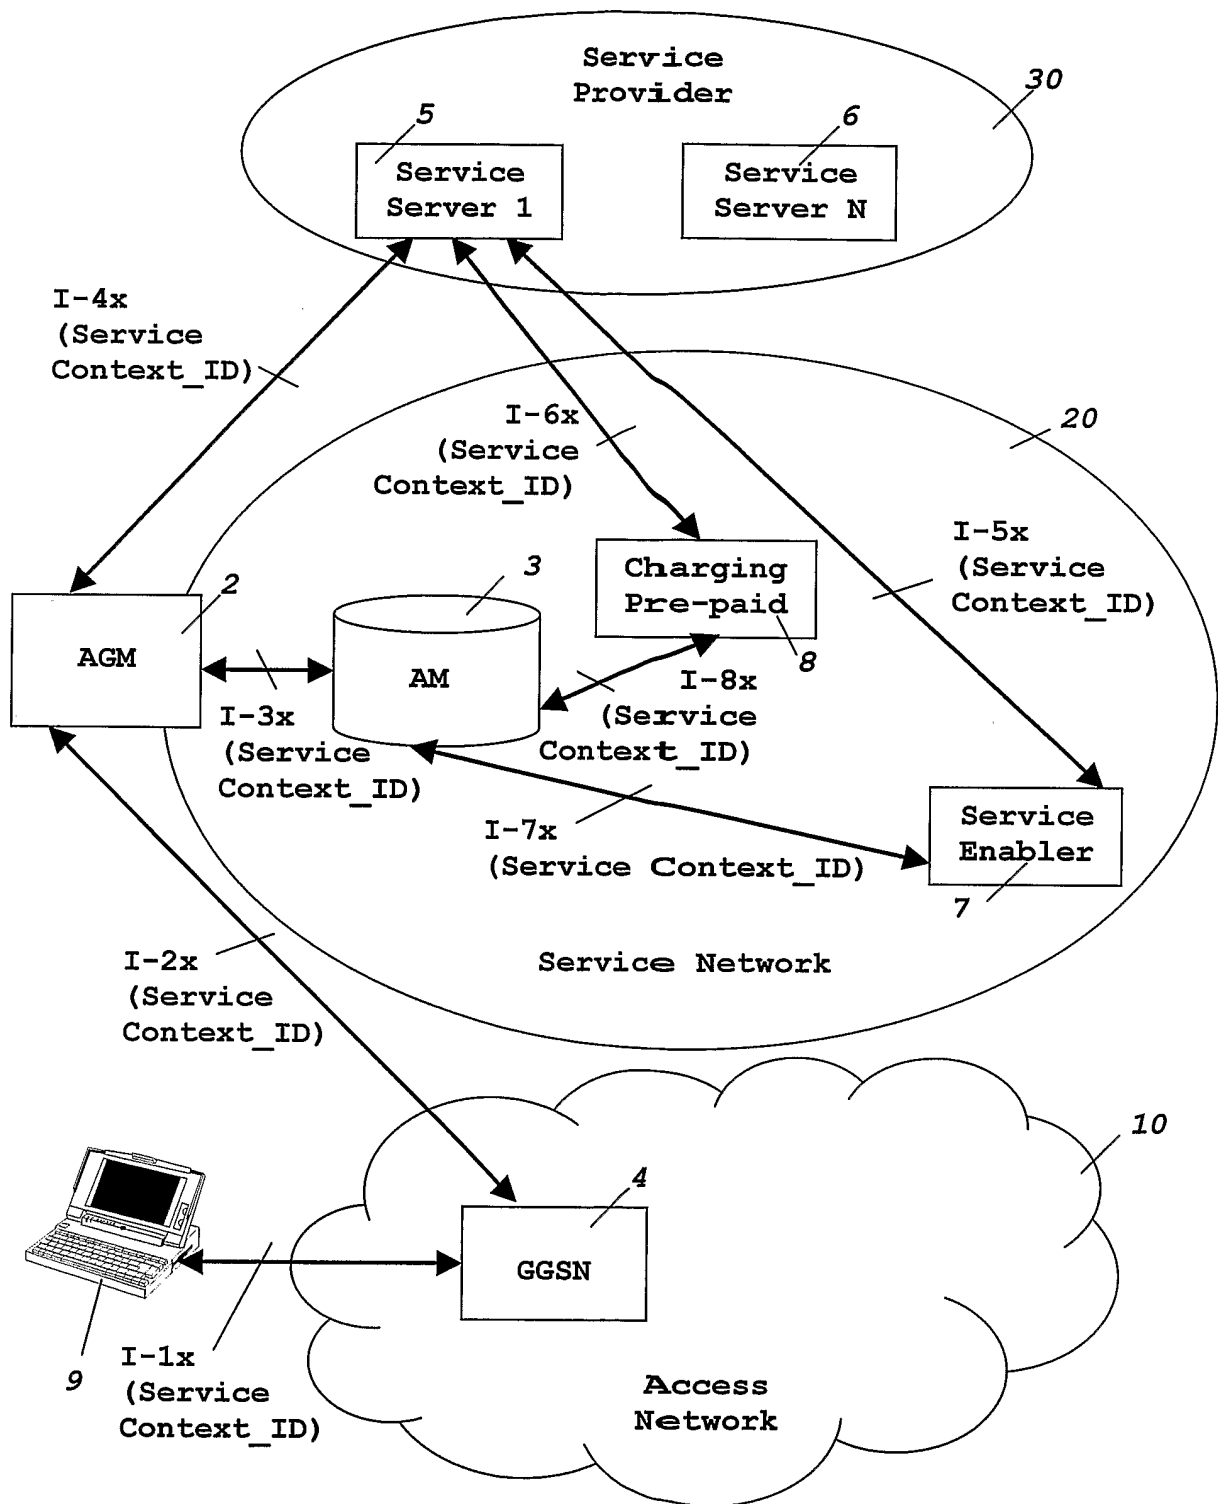 Service
Provider
30
5
6
Service
Server 1
Service
Server N
I-4x
(Service
Context_ID)
I-6x
(Service
Context_ID)
20
I-5x
(Service
Context_ID)
2
3
Charging
Pre-paid
8
AGM
AM
I-3x
(Service
Context_ID)
I-8x
(Service
Context_ID)
I-7x
(Service Context_ID)
Service
Enabler
7
I-2x
(Service
Context_ID)
Service Network
10
4
GGSN
9
I-1x
(Service
Context_ID)
Access
Network